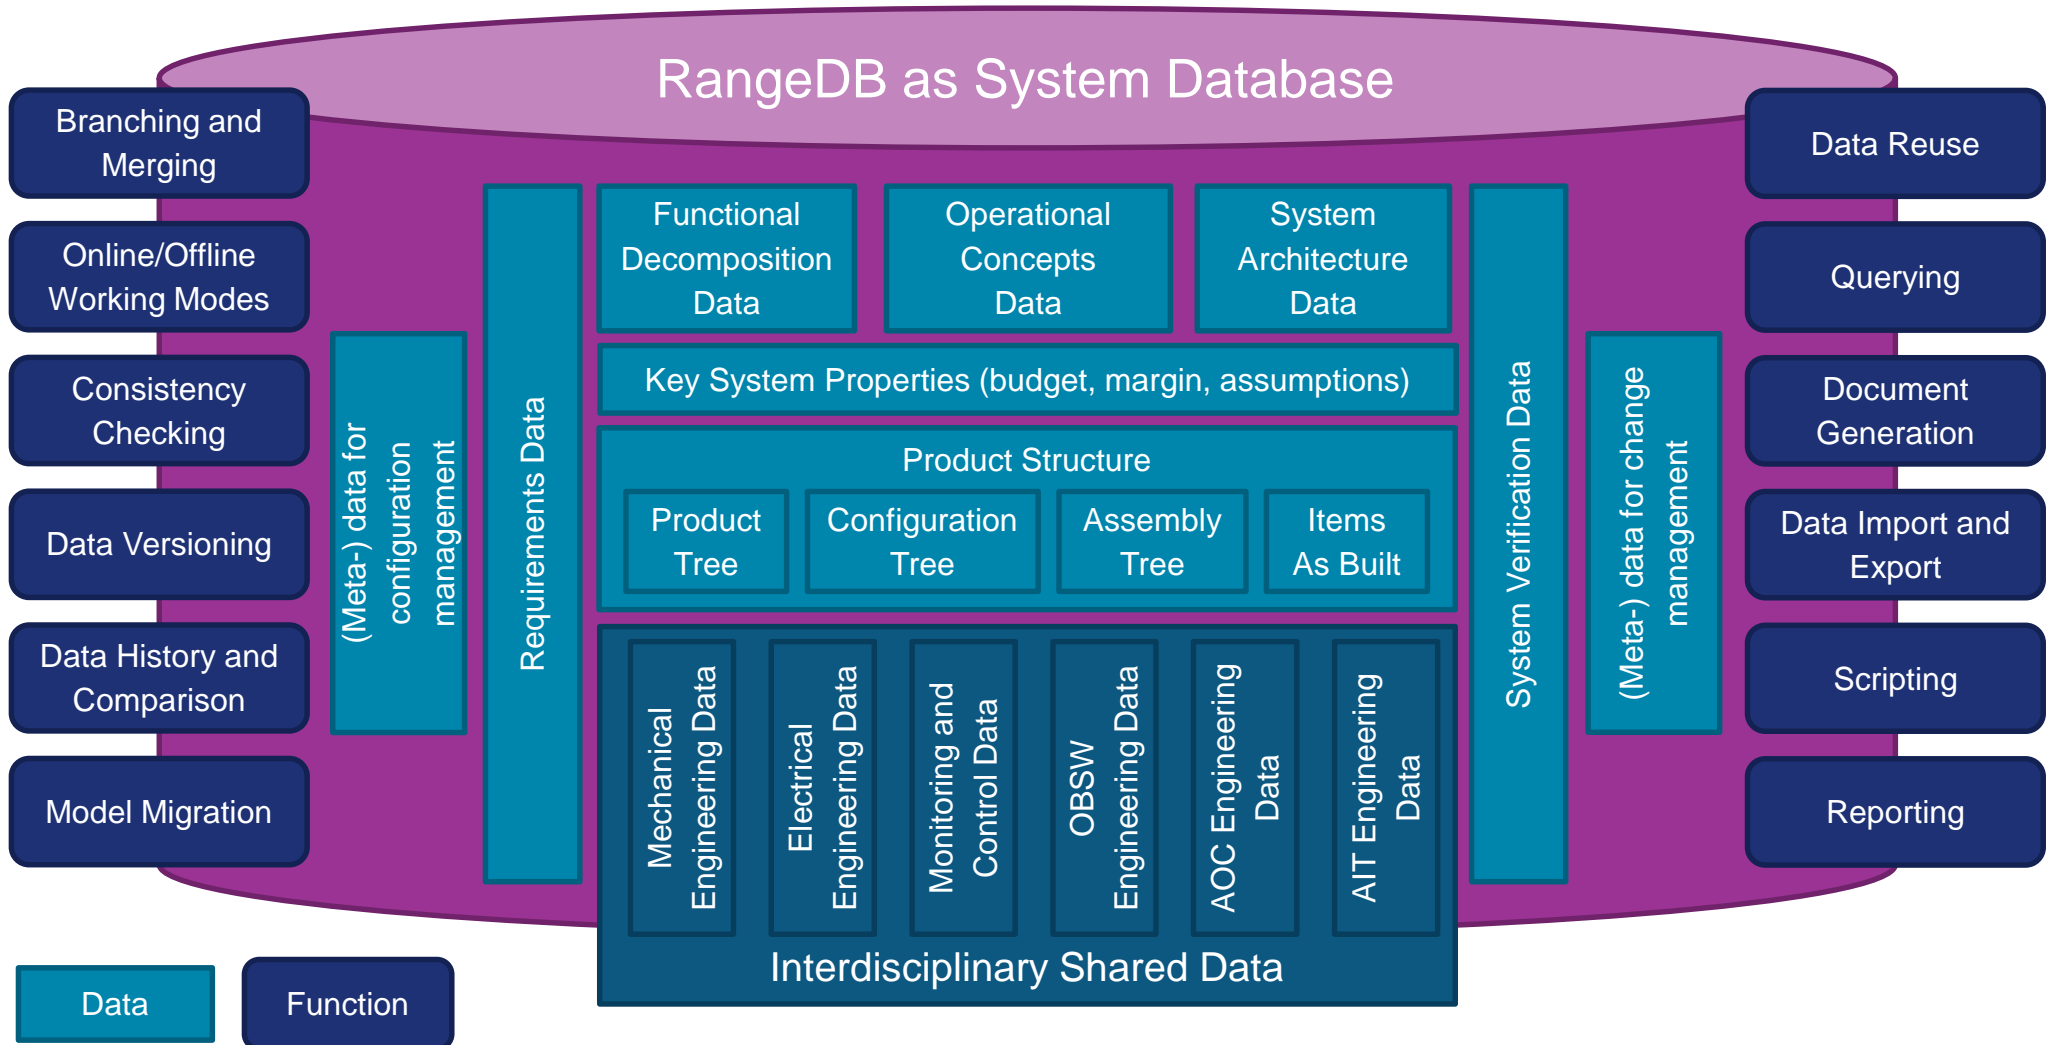 RangeDB as System Database
Branching and
Merging
Online/Offline
Working Modes
Consistency
Checking
Data Versioning
Data History and
Comparison
Model Migration
(Meta-) data for
configuration
management
Requirements Data
Functional
Decomposition
Data
Operational
Concepts
Data
System
Architecture
Data
Key System Properties (budget, margin, assumptions)
Product Structure
Product
Tree
Configuration
Tree
Assembly
Tree
Items
As Built
Mechanical
Engineering Data
Electrical
Engineering Data
Monitoring and
Control Data
OBSW
Engineering Data
AOC Engineering
Data
AIT Engineering
Data
Interdisciplinary Shared Data
System Verification Data
(Meta-) data for change
management
Data Reuse
Querying
Document
Generation
Data Import and
Export
Scripting
Reporting
Data
Function